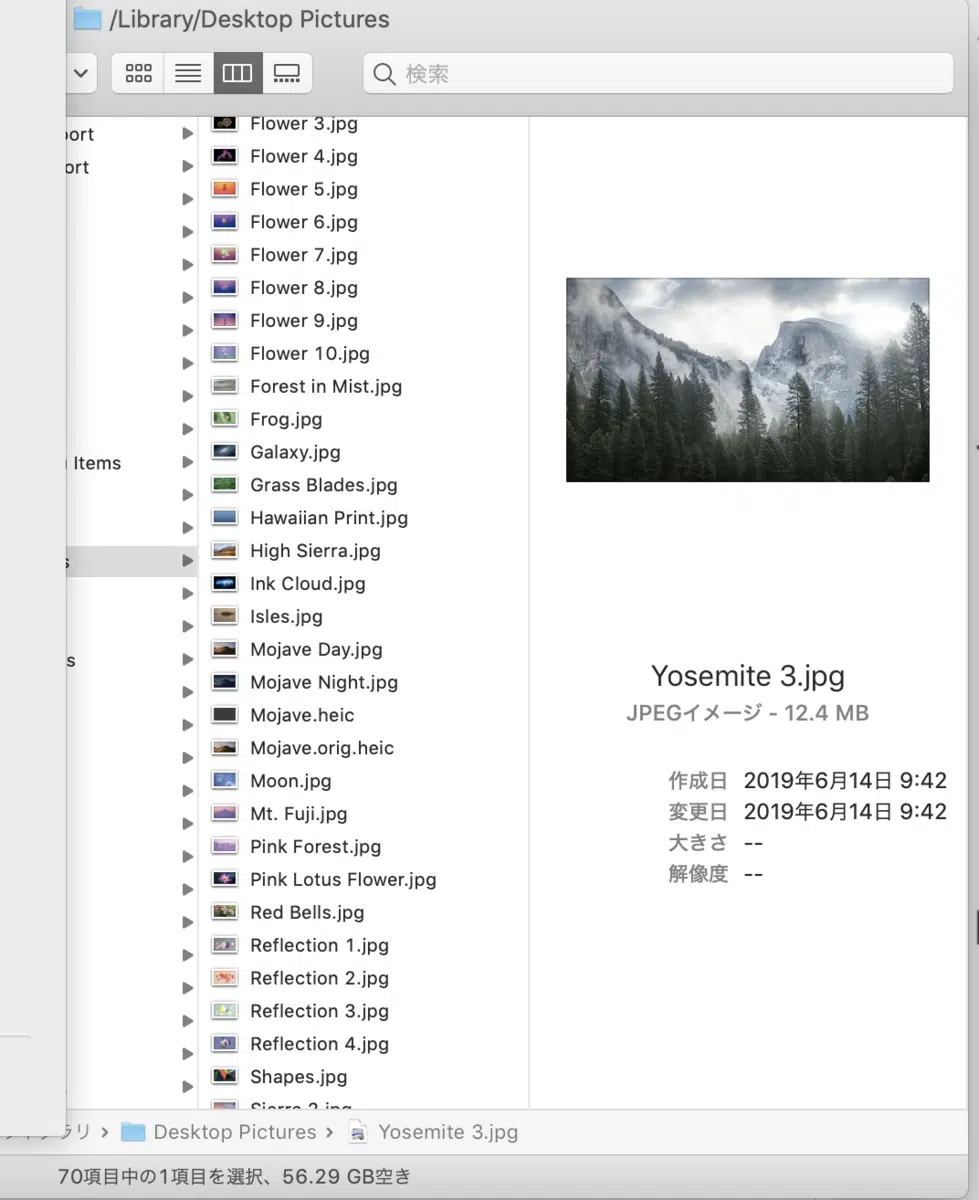 /Library/Desktop Pictures
検索
Items
Flower 3.jpg
Flower 4.jpg
Flower 5.jpg
Flower 6.jpg
Flower 7.jpg
Flower 8.jpg
Flower 9.jpg
Flower 10.jpg
Forest in Mist.jpg
Frog.jpg
Galaxy.jpg
Grass Blades.jpg
Hawaiian Print.jpg
High Sierra.jpg
Ink Cloud.jpg
Isles.jpg
Mojave Day.jpg
Mojave Night.jpg
Mojave.heic
Mojave.orig.heic
Moon.jpg
Mt. Fuji.jpg
Pink Forest.jpg
Pink Lotus Flower.jpg
Red Bells.jpg
Reflection 1.jpg
Reflection 2.jpg
Reflection 3.jpg
Reflection 4.jpg
Shapes.jpg
Sierra 2.jpg
Yosemite 3.jpg
JPEGイメージ - 12.4 MB
作成日 2019年6月14日 9:42
変更日 2019年6月14日 9:42
大きさ --
解像度 --
Desktop Pictures › Yosemite 3.jpg
70項目中の1項目を選択、56.29 GB空き